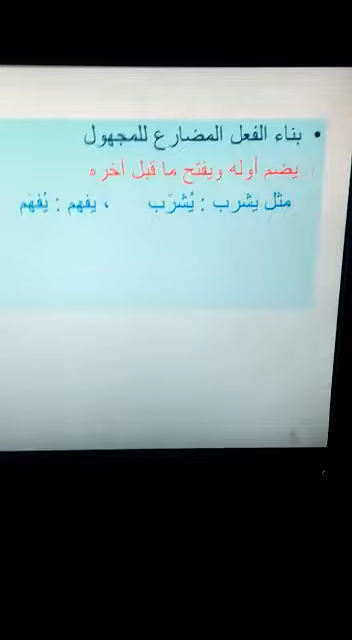 • بناء الفعل المضارع للمجهول
يضم أوله ويفتح ما قبل آخره
مثل يشرب : يُشرَب ، يفهم : يُفهَم